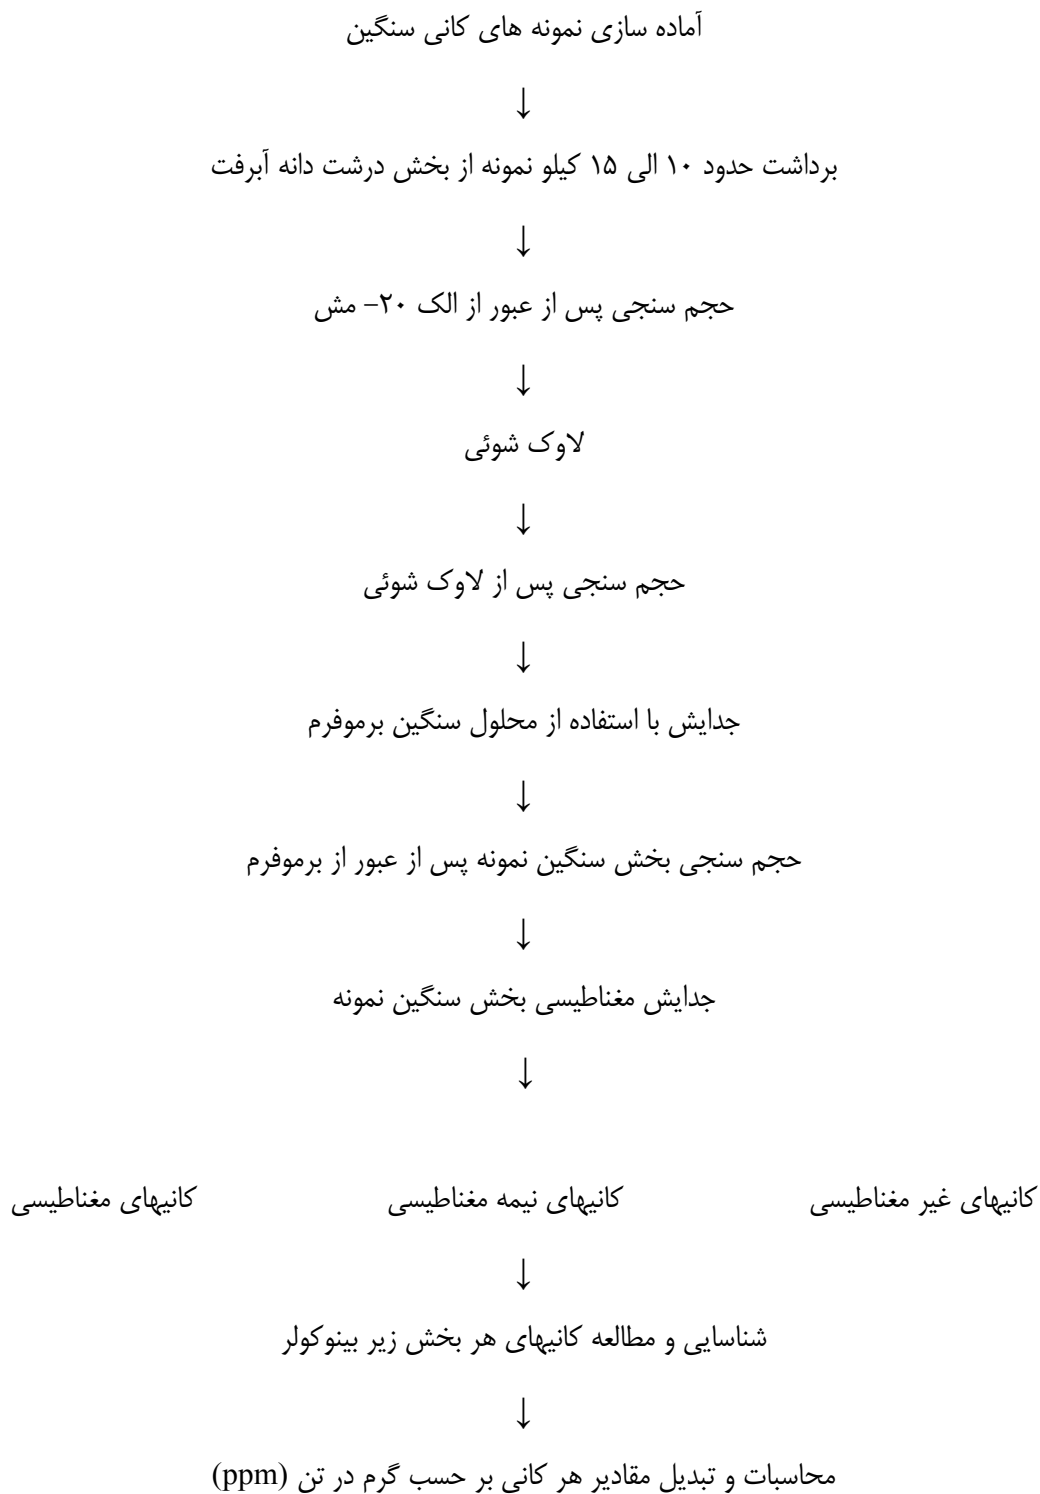 آماده سازی نمونه های کانی سنگین
↓
برداشت حدود ۱۰ الی ۱۵ کیلو نمونه از بخش درشت دانه آبرفت
↓
حجم سنجی پس از عبور از الک ۲۰- مش
↓
لاوک شوئی
↓
حجم سنجی پس از لاوک شوئی
↓
جدایش با استفاده از محلول سنگین برموفرم
↓
حجم سنجی بخش سنگین نمونه پس از عبور از برموفرم
↓
جدایش مغناطیسی بخش سنگین نمونه
↓
کانیهای غیر مغناطیسی کانیهای نیمه مغناطیسی کانیهای مغناطیسی
↓
شناسایی و مطالعه کانیهای هر بخش زیر بینوکولر
↓
محاسبات و تبدیل مقادیر هر کانی بر حسب گرم در تن (ppm)